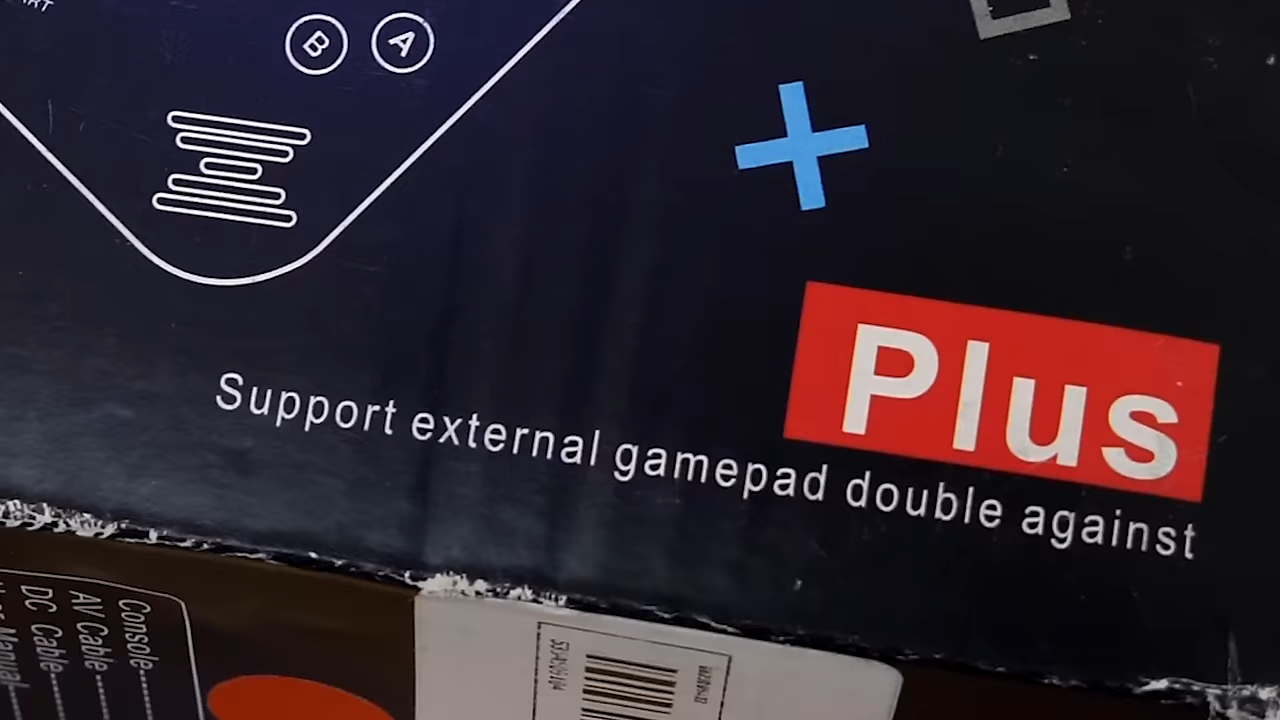 B A
Plus
Support external gamepad double against
Console
AV Cable
DC Cable